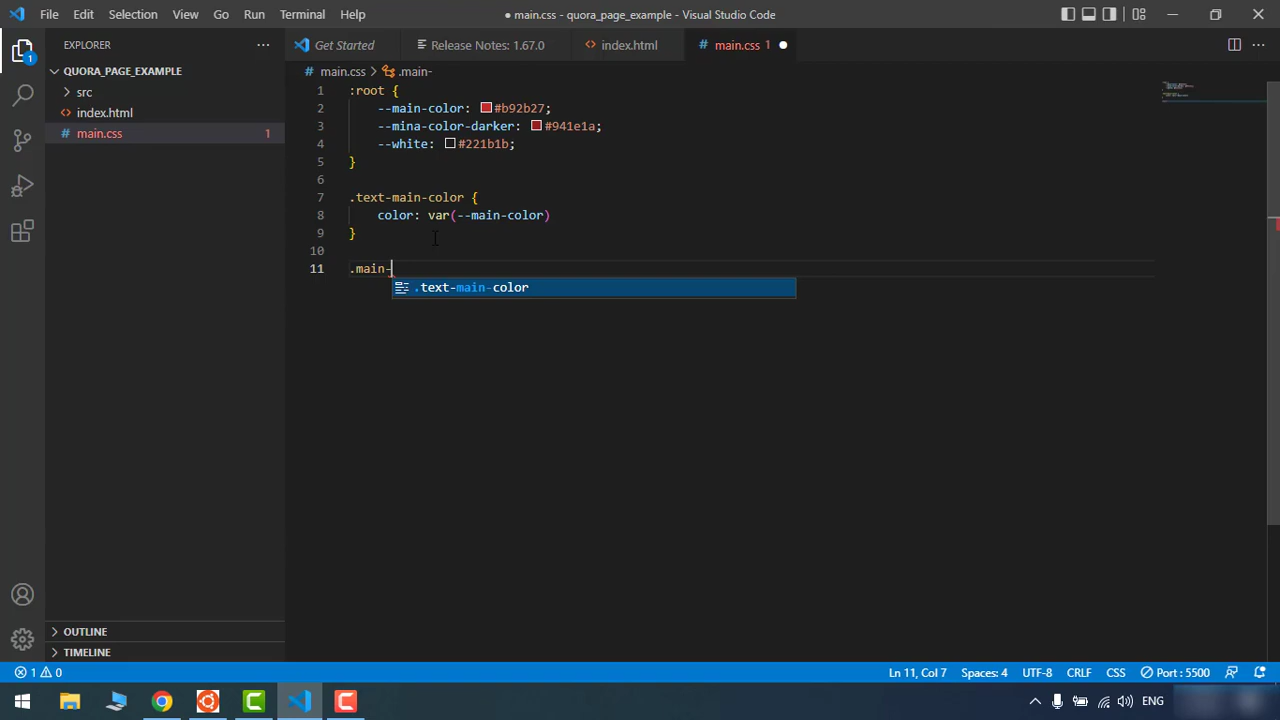 File Edit Selection View Go Run Terminal Help
● main.css - quora_page_example - Visual Studio Code
EXPLORER
Get Started
Release Notes: 1.67.0
index.html
main.css 1
QUORA_PAGE_EXAMPLE
src
index.html
main.css 1
main.css > .main-
1 :root {
2 --main-color: #b92b27;
3 --mina-color-darker: #941e1a;
4 --white: #221b1b;
5 }
6
7 .text-main-color {
8 color: var(--main-color)
9 }
10
11 .main-
.text-main-color
OUTLINE
TIMELINE
1 0
Ln 11, Col 7 Spaces: 4 UTF-8 CRLF CSS Port : 5500
1
ENG